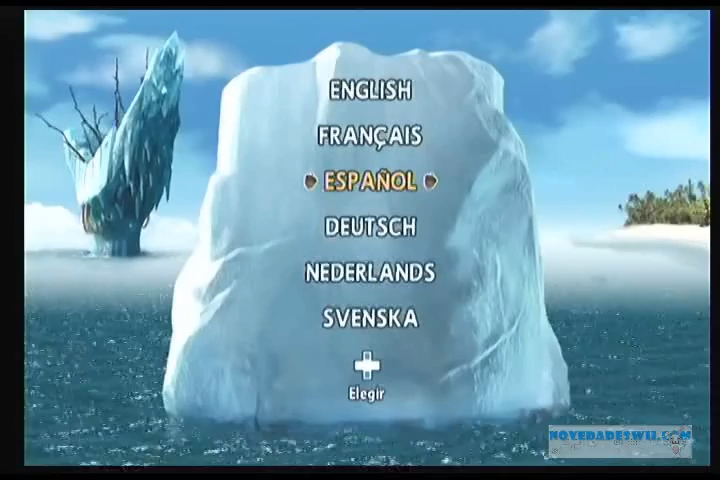 ENGLISH
FRANÇAIS
ESPAÑOL
DEUTSCH
NEDERLANDS
SVENSKA
Elegir
NOVEDADESWII.COM